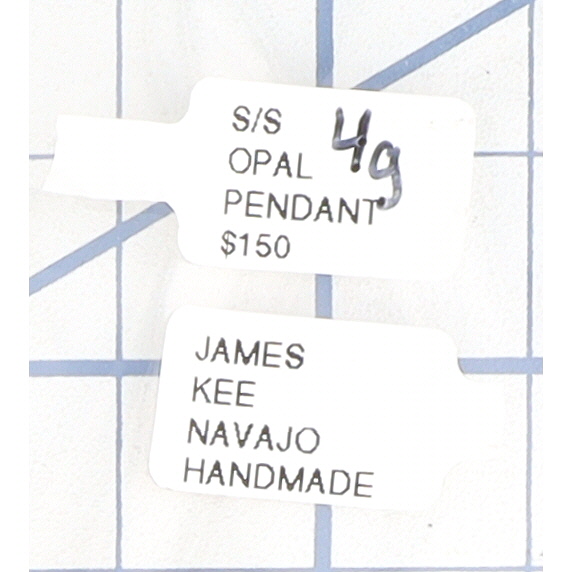 S/S
OPAL
PENDANT
$150
4g
JAMES
KEE
NAVAJO
HANDMADE